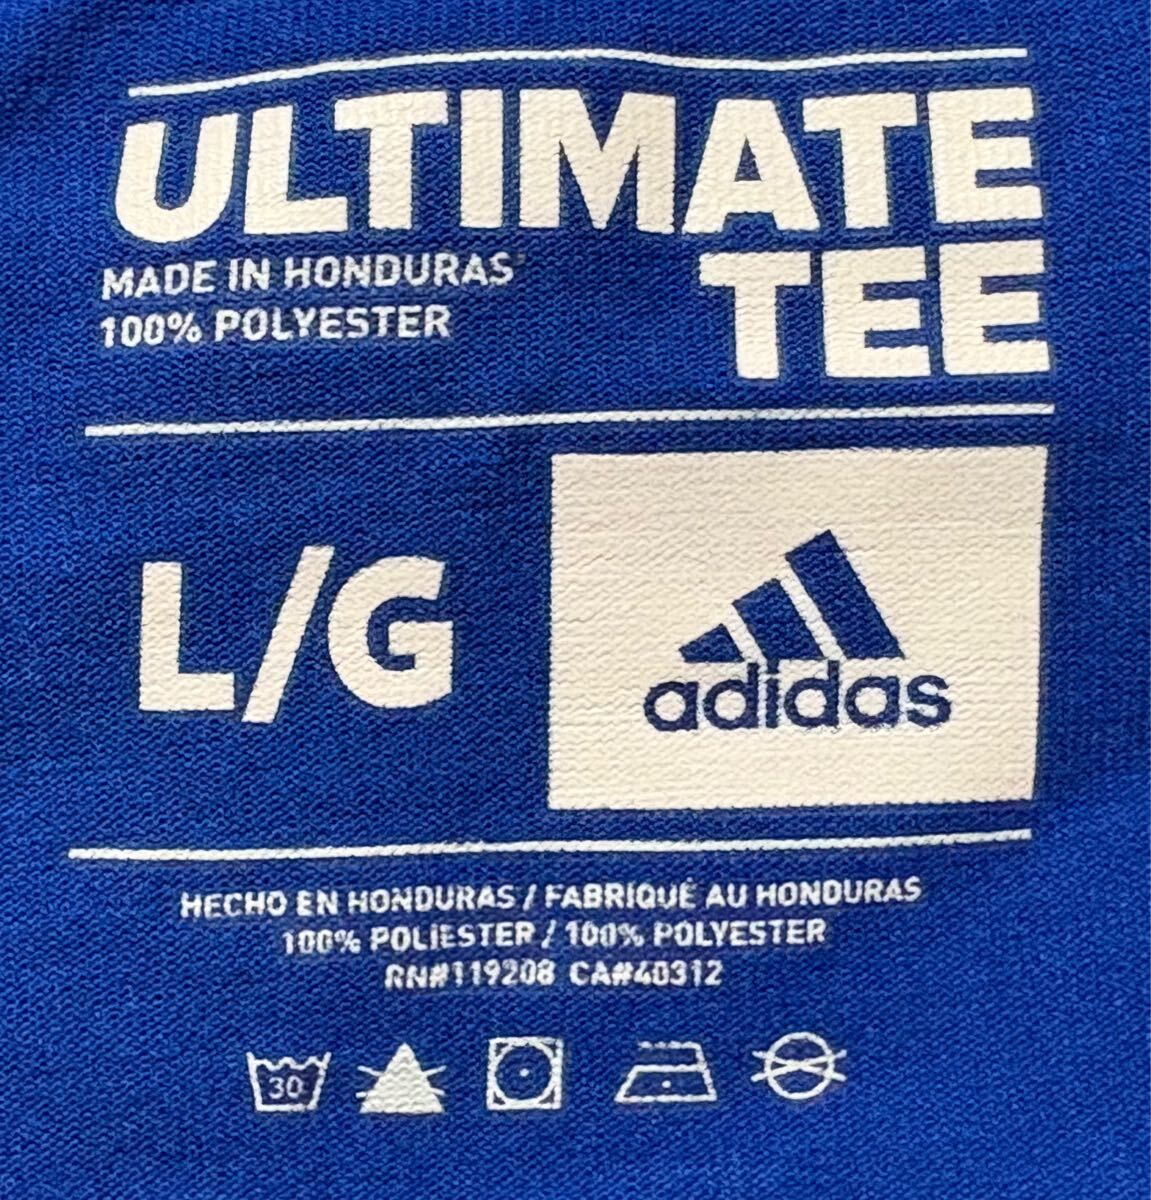 ULTIMATE
TEE
MADE IN HONDURAS
100% POLYESTER
L/G
adidas
HECHO EN HONDURAS / FABRIQUÉ AU HONDURAS
100% POLIESTER / 100% POLYESTER
RN#119208 CA#40312
30